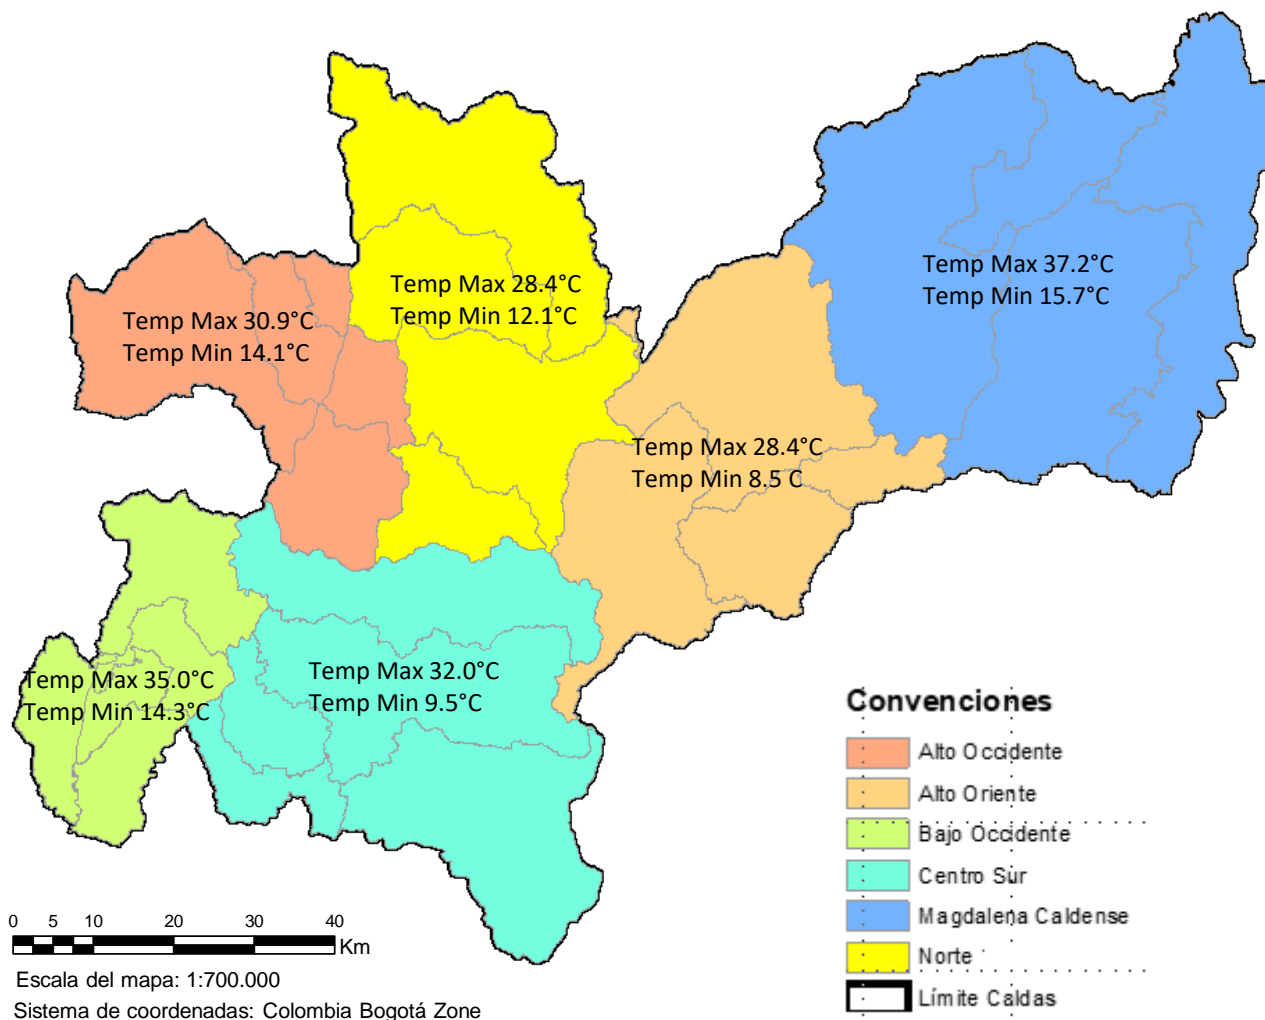 Temp Max 37.2°C
Temp Min 15.7°C
Temp Max 28.4°C
Temp Min 12.1°C
Temp Max 30.9°C
Temp Min 14.1°C
Temp Max 28.4°C
Temp Min 8.5 C
Temp Max 32.0°C
Temp Min 9.5°C
Temp Max 35.0°C
Temp Min 14.3°C
Convenciones
Alto Occidente
Alto Oriente
Bajo Occidente
Centro Sur
Magdalena Caldense
Norte
Límite Caldas
0 5 10 20 30 40
Km
Escala del mapa: 1:700.000
Sistema de coordenadas: Colombia Bogotá Zone